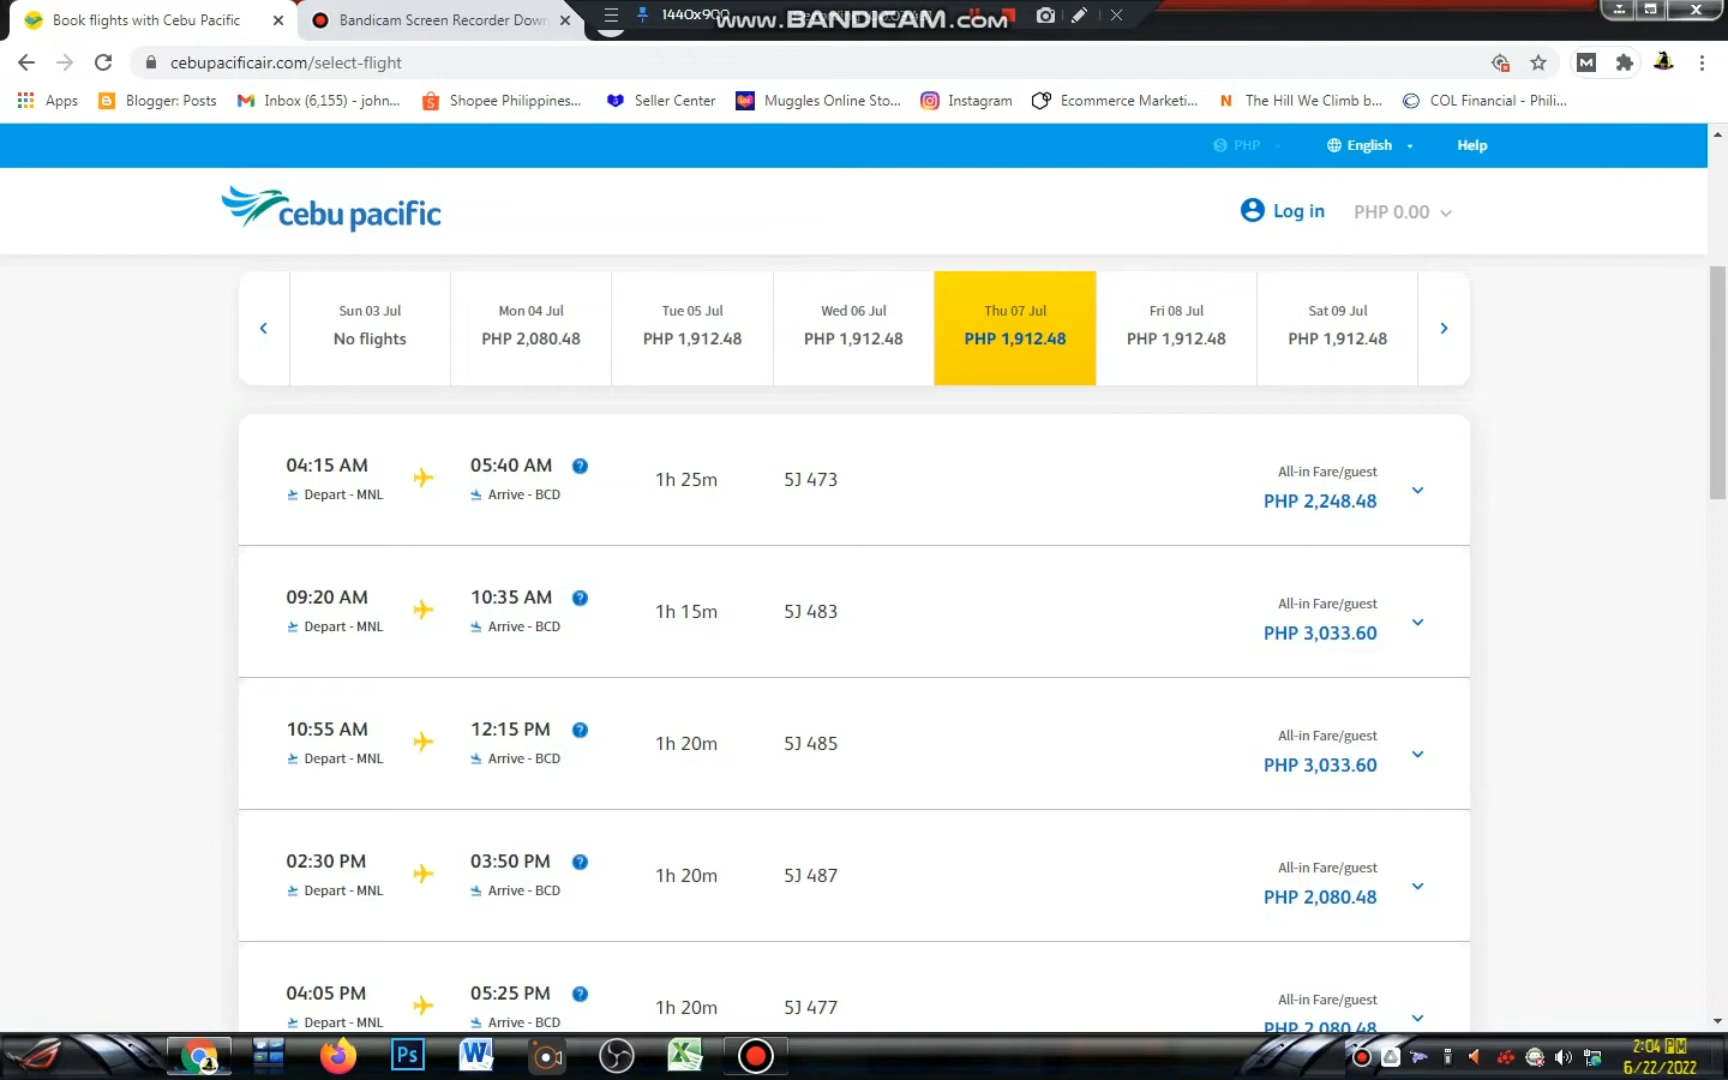 Book flights with Cebu Pacific
Bandicam Screen Recorder Dow
1440x900
www.BANDICAM.com
cebupacificair.com/select-flight
Apps
Blogger: Posts
Inbox (6,155) - john...
Shopee Philippines...
Seller Center
Muggles Online Sto...
Instagram
Ecommerce Marketi...
The Hill We Climb b...
COL Financial - Phili...
PHP
English
Help
cebu pacific
Log in
PHP 0.00
Sun 03 Jul
No flights
Mon 04 Jul
PHP 2,080.48
Tue 05 Jul
PHP 1,912.48
Wed 06 Jul
PHP 1,912.48
Thu 07 Jul
PHP 1,912.48
Fri 08 Jul
PHP 1,912.48
Sat 09 Jul
PHP 1,912.48
04:15 AM
Depart - MNL
05:40 AM
Arrive - BCD
1h 25m
5J 473
All-in Fare/guest
PHP 2,248.48
09:20 AM
Depart - MNL
10:35 AM
Arrive - BCD
1h 15m
5J 483
All-in Fare/guest
PHP 3,033.60
10:55 AM
Depart - MNL
12:15 PM
Arrive - BCD
1h 20m
5J 485
All-in Fare/guest
PHP 3,033.60
02:30 PM
Depart - MNL
03:50 PM
Arrive - BCD
1h 20m
5J 487
All-in Fare/guest
PHP 2,080.48
04:05 PM
Depart - MNL
05:25 PM
Arrive - BCD
1h 20m
5J 477
All-in Fare/guest
PHP 2,080.48
Ps
2:04 PM
6/22/2022